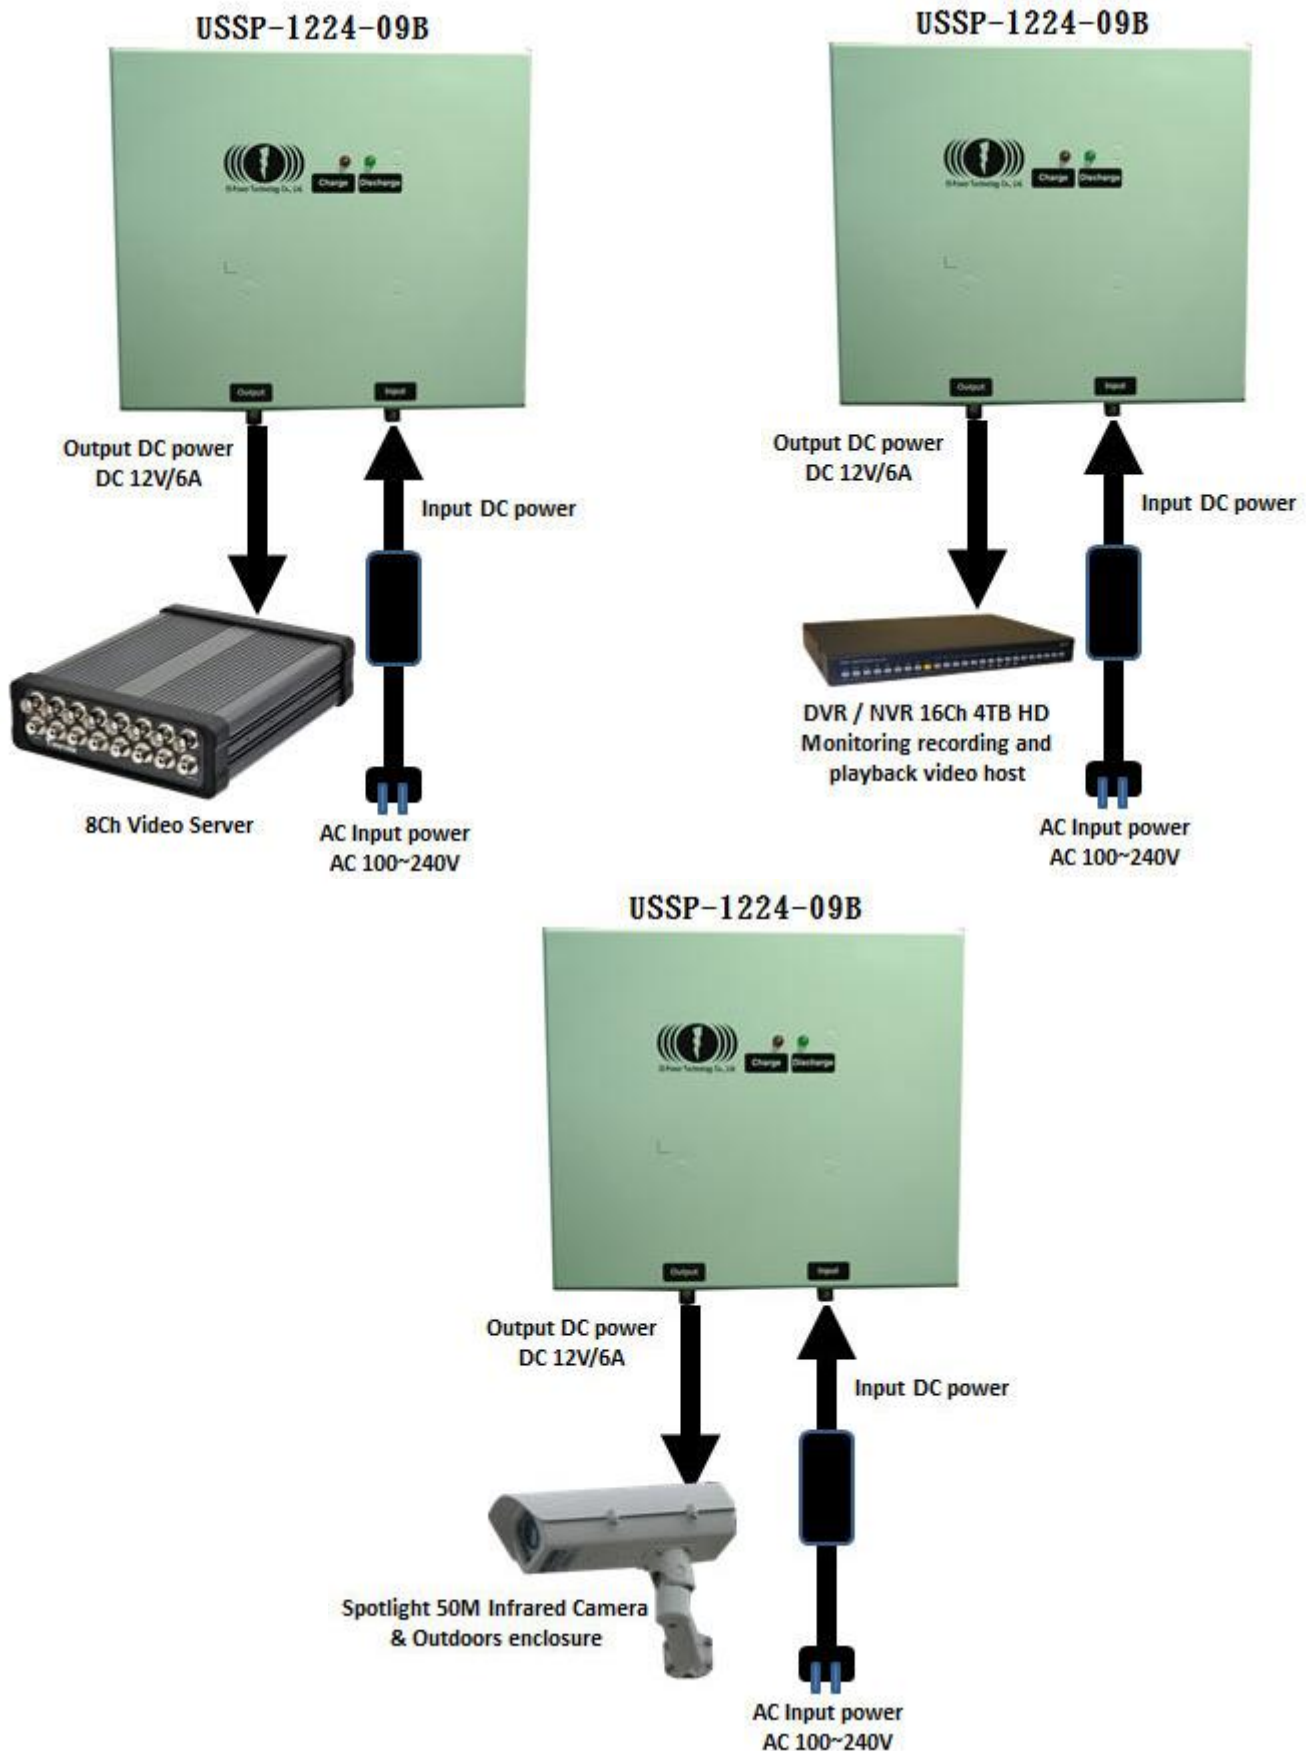 USSP-1224-09B
Charge Discharge
Output Input
Output DC power
DC 12V/6A
Input DC power
8Ch Video Server
AC Input power
AC 100~240V
USSP-1224-09B
Charge Discharge
Output Input
Output DC power
DC 12V/6A
Input DC power
DVR / NVR 16Ch 4TB HD
Monitoring recording and
playback video host
AC Input power
AC 100~240V
USSP-1224-09B
Charge Discharge
Output Input
Output DC power
DC 12V/6A
Input DC power
Spotlight 50M Infrared Camera
& Outdoors enclosure
AC Input power
AC 100~240V